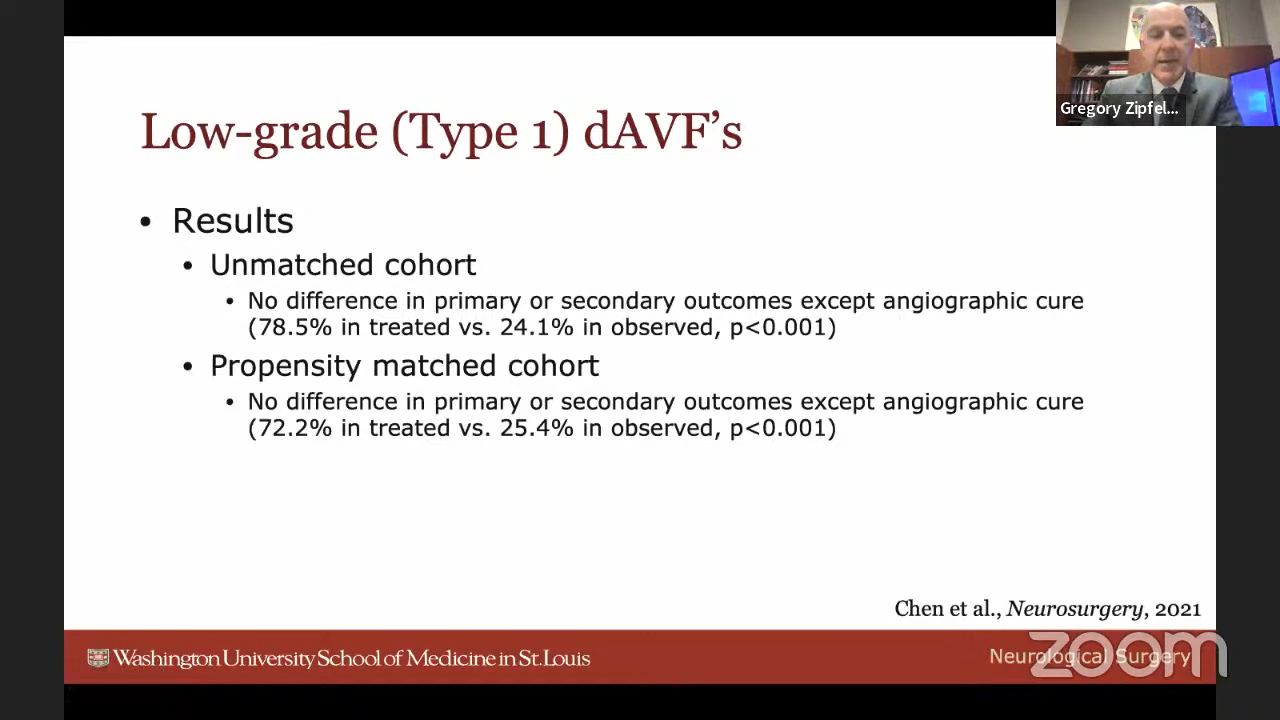 Gregory Zipfel...
Low-grade (Type 1) dAVF's
• Results
• Unmatched cohort
• No difference in primary or secondary outcomes except angiographic cure
(78.5% in treated vs. 24.1% in observed, p<0.001)
• Propensity matched cohort
• No difference in primary or secondary outcomes except angiographic cure
(72.2% in treated vs. 25.4% in observed, p<0.001)
Chen et al., Neurosurgery, 2021
Washington University School of Medicine in St. Louis
Neurological Surgery
zoom